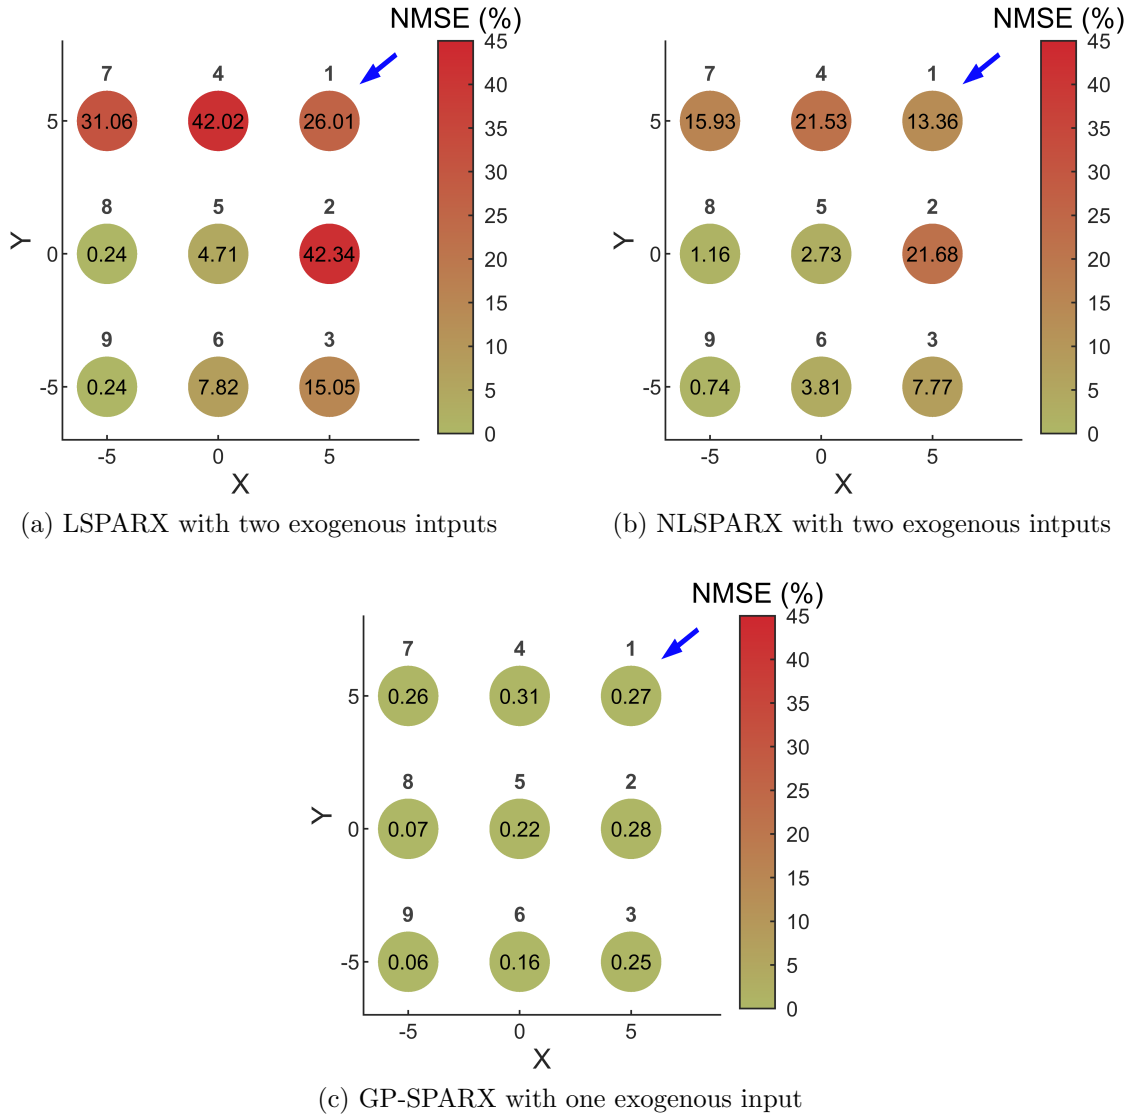 NMSE (%)
45
40
35
30
25
20
15
10
5
0
7 4 1
31.06 42.02 26.01
8 5 2
0.24 4.71 42.34
9 6 3
0.24 7.82 15.05
5
0
-5
Y
-5 0 5
X
(a) LSPARX with two exogenous intputs
NMSE (%)
45
40
35
30
25
20
15
10
5
0
7 4 1
15.93 21.53 13.36
8 5 2
1.16 2.73 21.68
9 6 3
0.74 3.81 7.77
5
0
-5
Y
-5 0 5
X
(b) NLSPARX with two exogenous intputs
NMSE (%)
45
40
35
30
25
20
15
10
5
0
7 4 1
0.26 0.31 0.27
8 5 2
0.07 0.22 0.28
9 6 3
0.06 0.16 0.25
5
0
-5
Y
-5 0 5
X
(c) GP-SPARX with one exogenous input